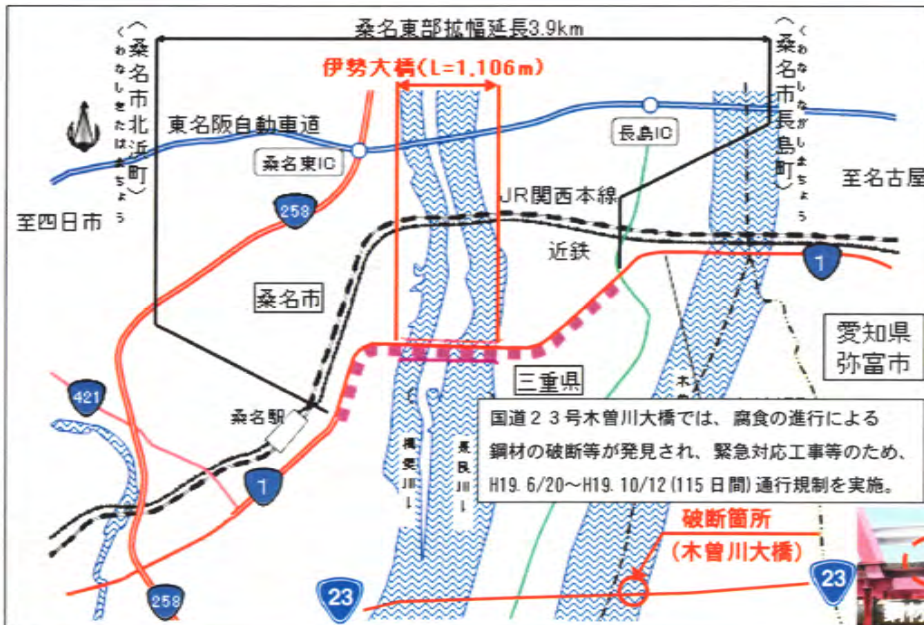 桑名東部拡幅延長3.9km
（桑名市北浜町）
くわなしきたはまちょう
（桑名市長島町）
くわなしながしまちょう
伊勢大橋（L=1,106m）
東名阪自動車道
桑名東IC
長島IC
至名古屋
至四日市
258
JR関西本線
近鉄
1
桑名市
愛知県
弥富市
三重県
421
桑名駅
国道２３号木曽川大橋では、腐食の進行による
鋼材の破断等が発見され、緊急対応工事等のため、
H19.6/20～H19.10/12(115日間)通行規制を実施。
揖斐川
長良川
木
1
破断箇所
(木曽川大橋)
23
23
258
鋼材